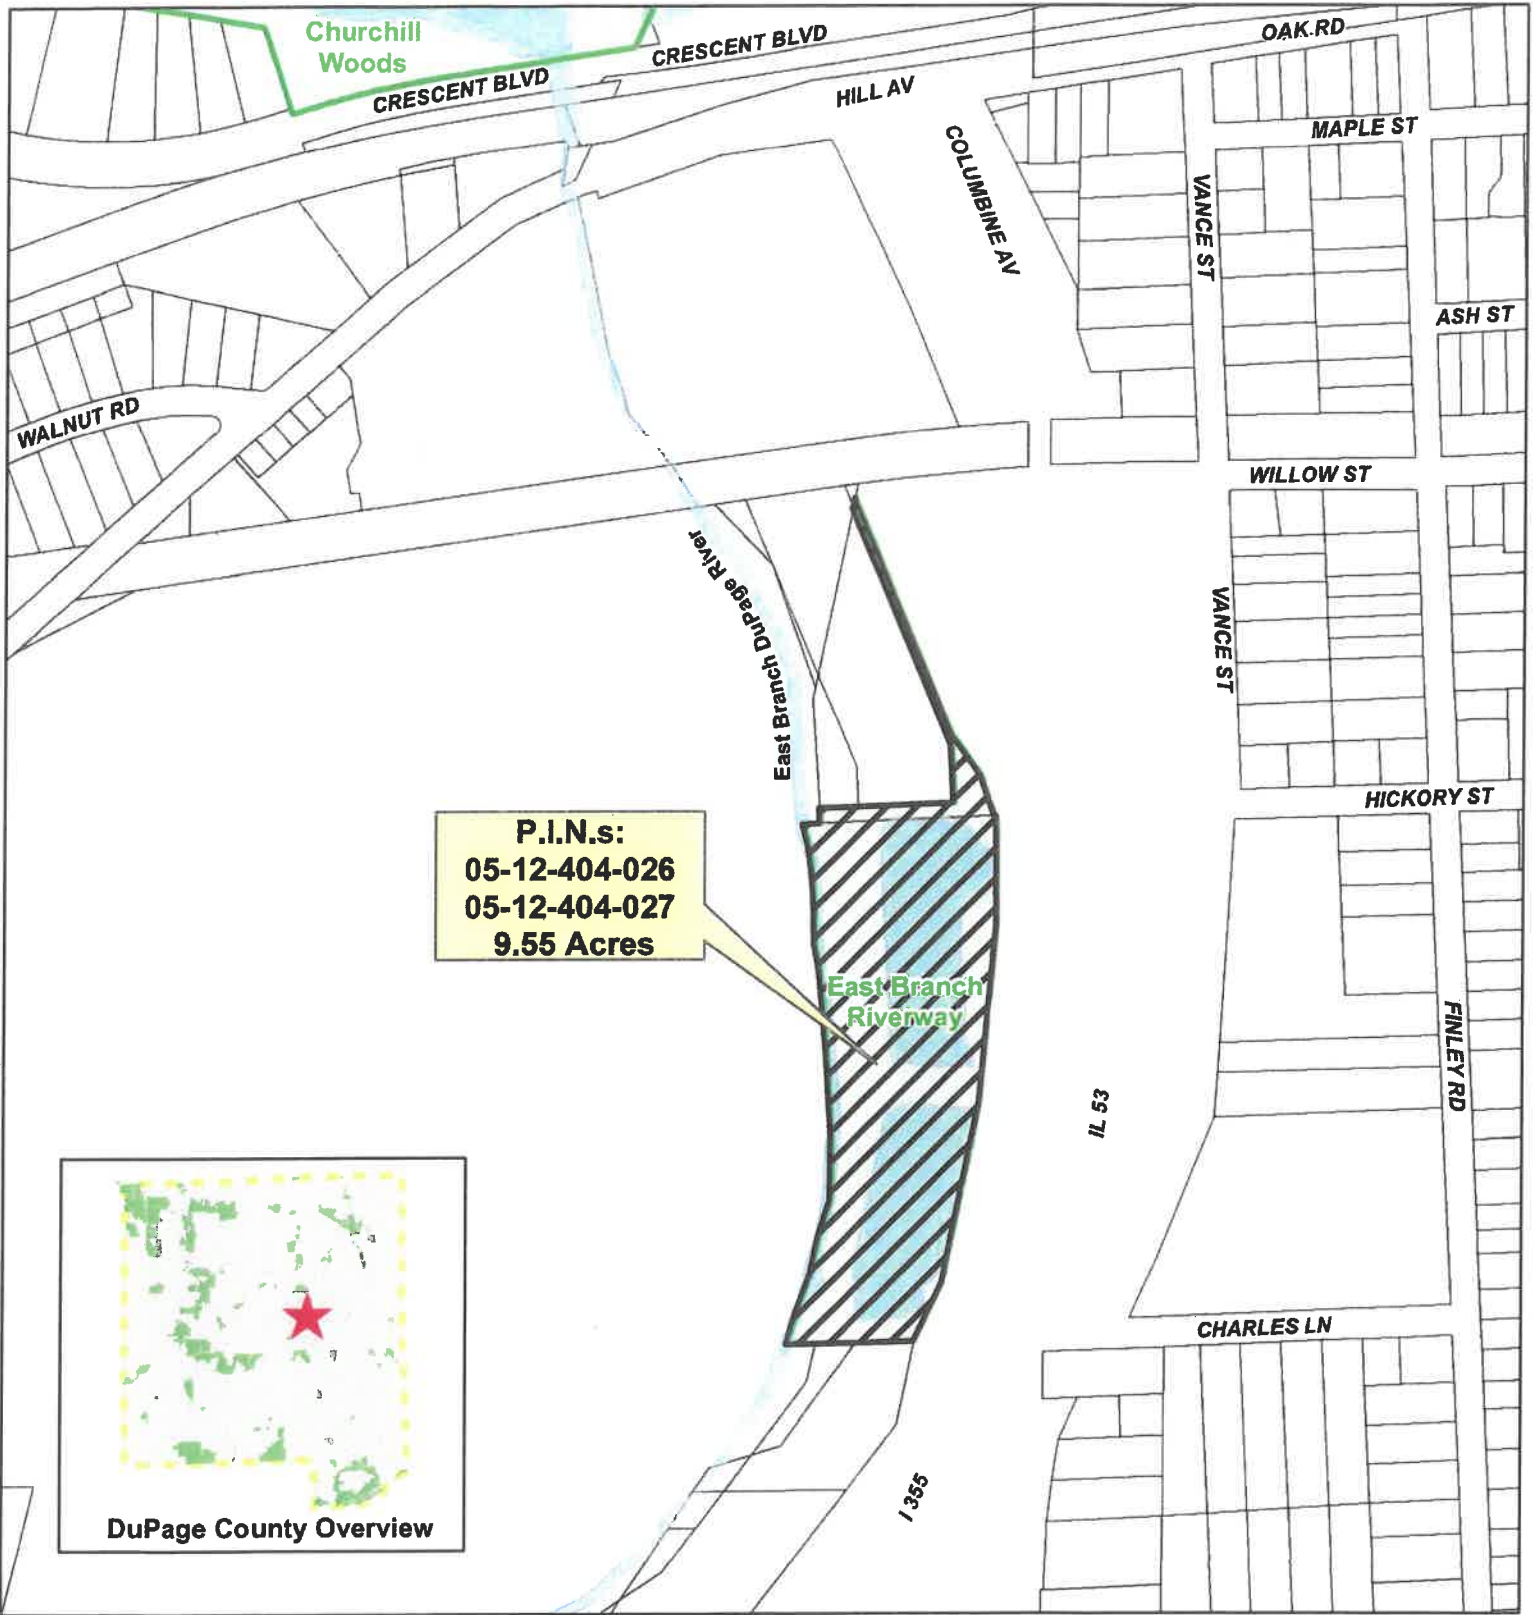 Churchill
Woods
CRESCENT BLVD
CRESCENT BLVD
OAK RD
HILL AV
MAPLE ST
COLUMBINE AV
VANCE ST
ASH ST
WALNUT RD
WILLOW ST
East Branch DuPage River
VANCE ST
HICKORY ST
P.I.N.s:
05-12-404-026
05-12-404-027
9.55 Acres
East Branch
Riverway
FINLEY RD
IL 53
CHARLES LN
I 355
DuPage County Overview